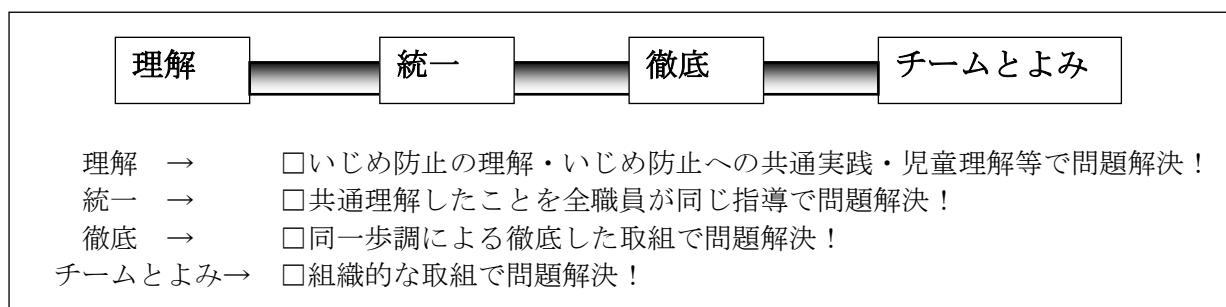 理解 統一 徹底 チームとよみ
理解 → □いじめ防止の理解・いじめ防止への共通実践・児童理解等で問題解決!
統一 → □共通理解したことを全職員が同じ指導で問題解決!
徹底 → □同一歩調による徹底した取組で問題解決!
チームとよみ→ □組織的な取組で問題解決!